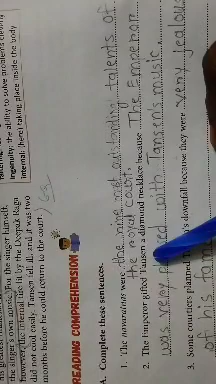 Ingenuity: the ability to solve problems cleverly
Internal: (here) taking place inside the body
the singer himself.
the singer's own music,
however, the internal fire lit by the Deepak Raga
did not cool easily. Tansen fell ill, and it was two
months before he could return to the court.
READING COMPREHENSION
A. Complete these sentences.
1. The navaratnas were the nine most outstanding talents of
the royal court.
2. The Emperor gifted Tansen a diamond necklace because The Emperor
was very with Tansen's music.
3. Some courtiers planned downfall because they were very jealous
of his fame